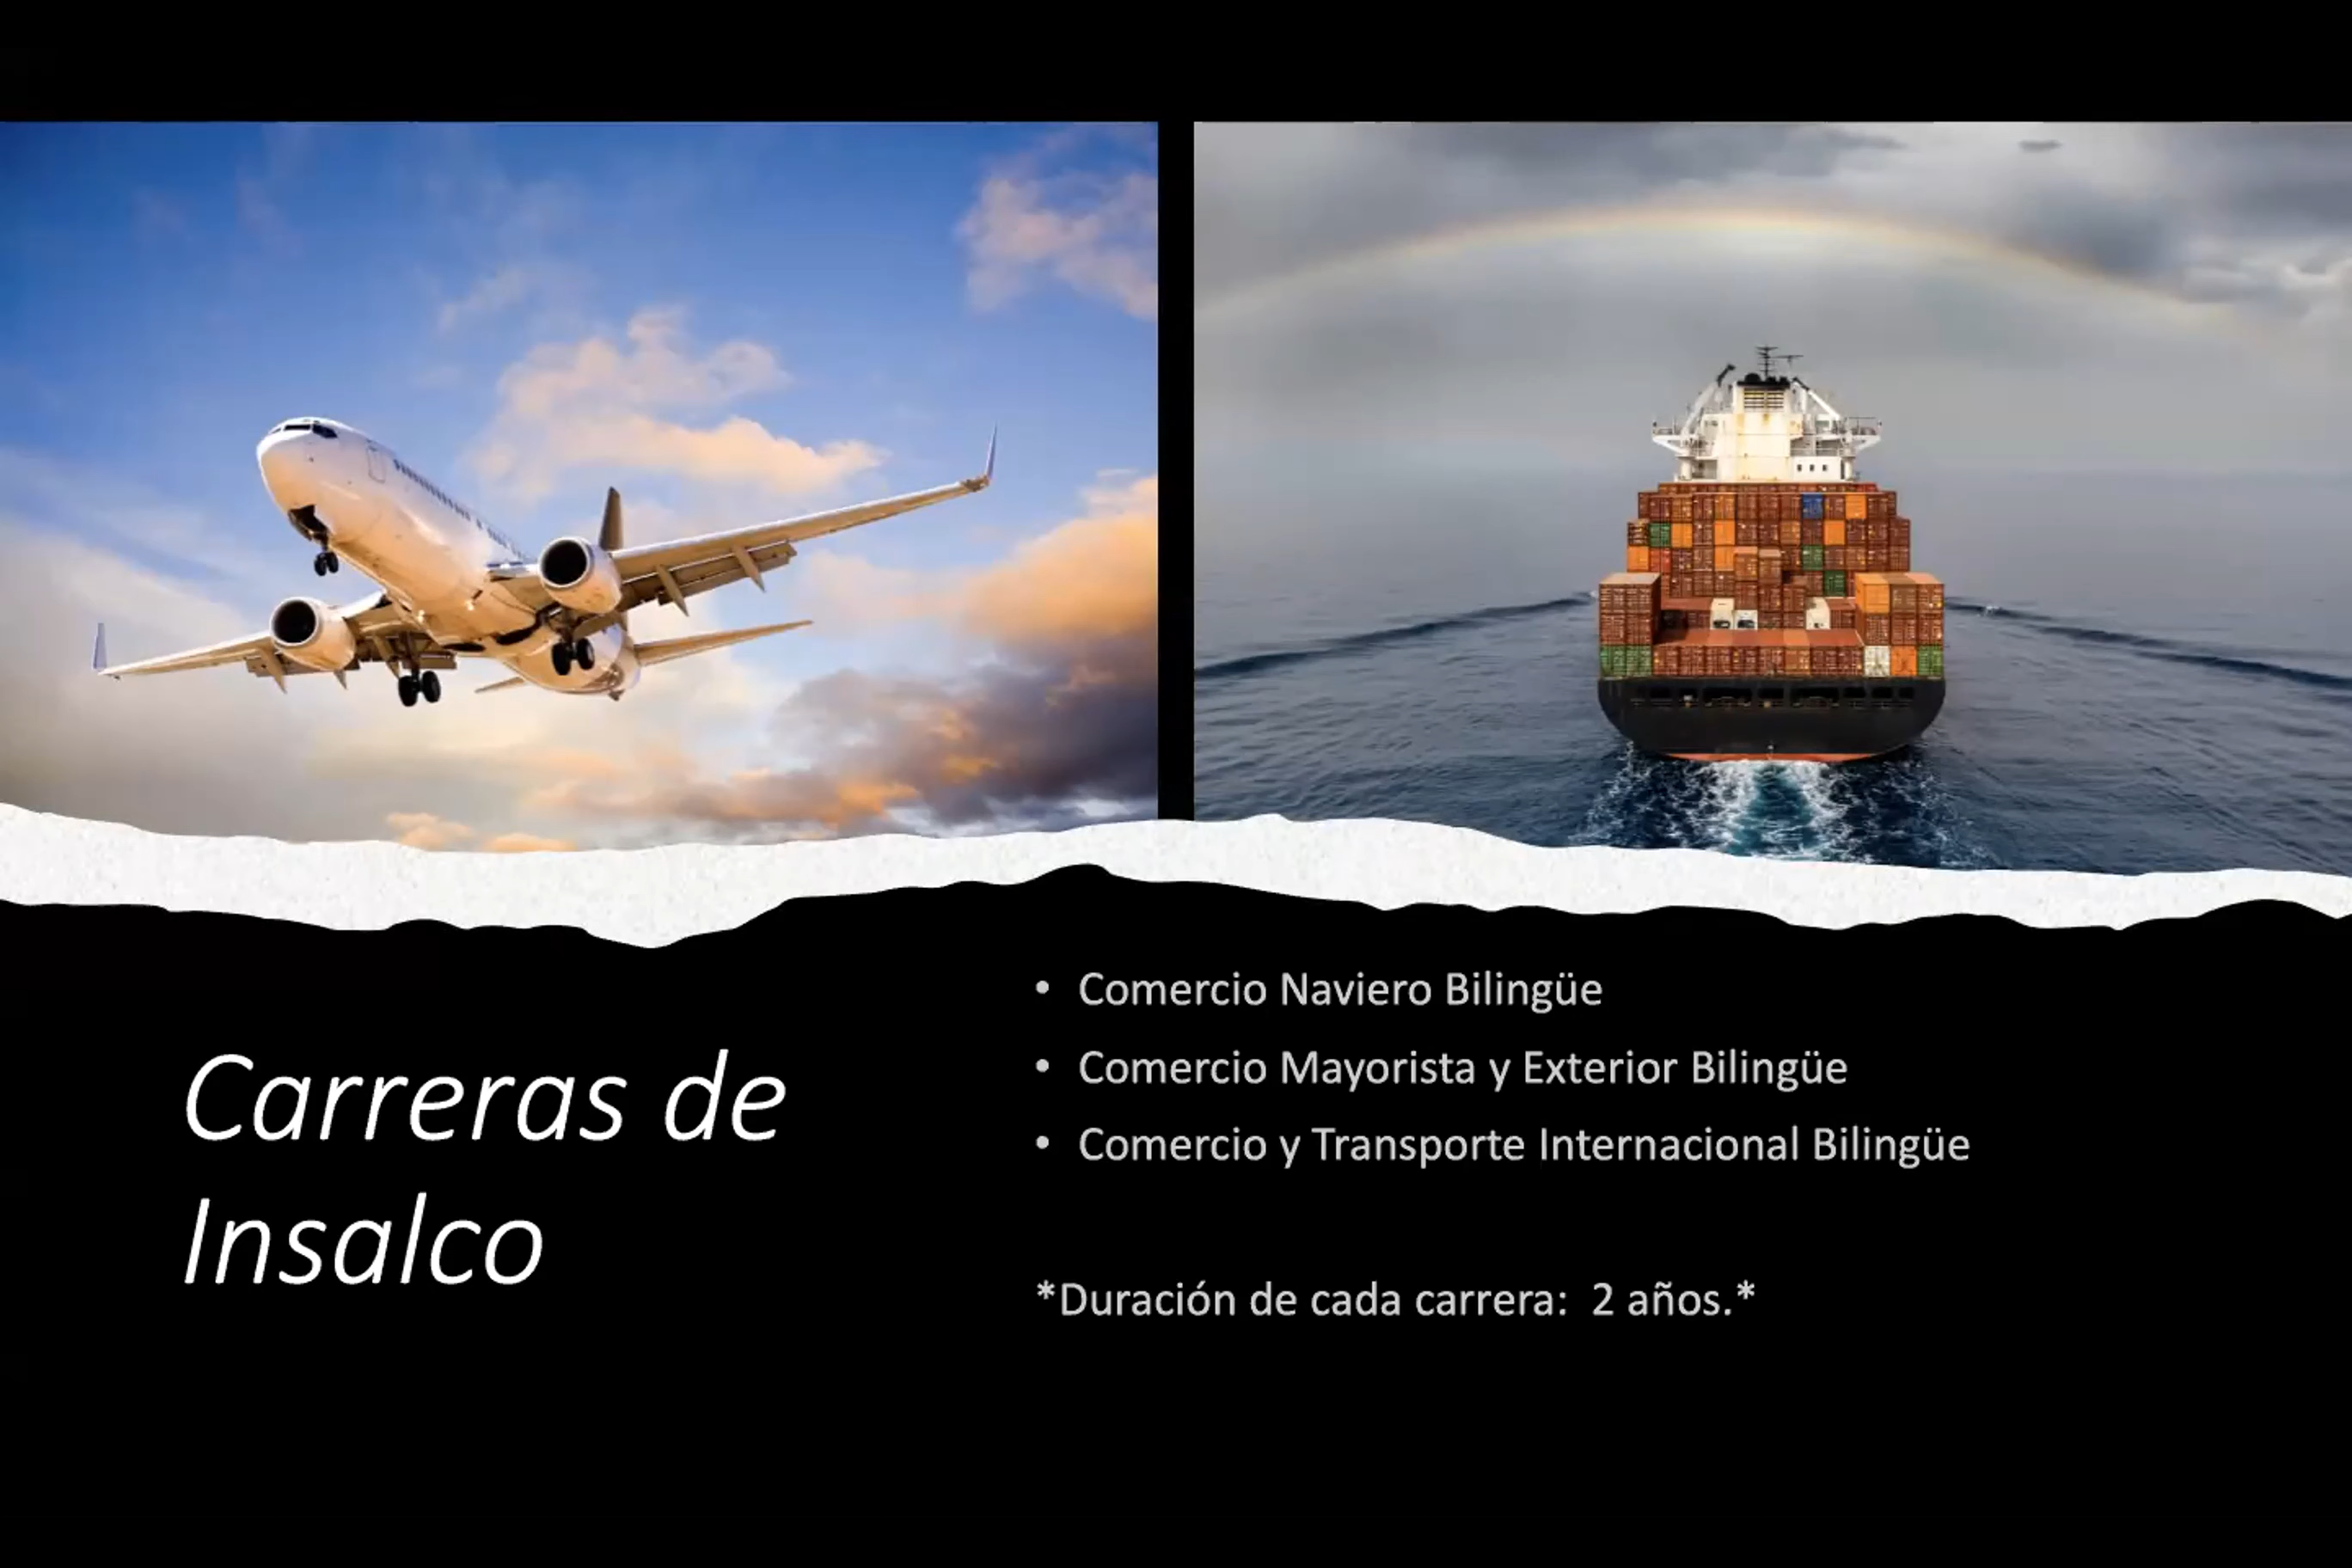 Carreras de
Insalco
• Comercio Naviero Bilingüe
• Comercio Mayorista y Exterior Bilingüe
• Comercio y Transporte Internacional Bilingüe
*Duración de cada carrera:  2 años.*